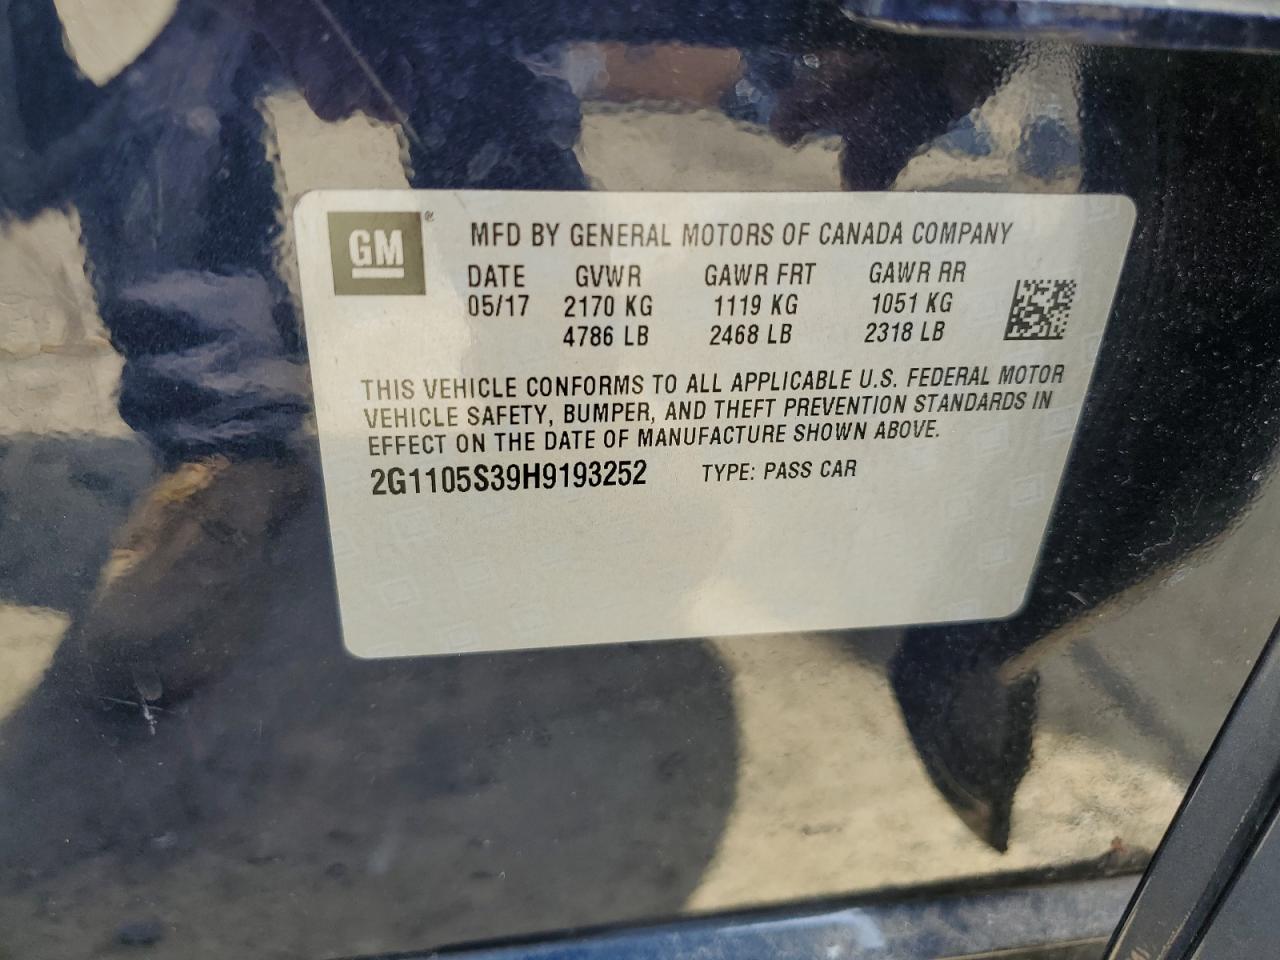 GM ®
MFD BY GENERAL MOTORS OF CANADA COMPANY
DATE GVWR GAWR FRT GAWR RR
05/17 2170 KG 1119 KG 1051 KG
4786 LB 2468 LB 2318 LB
THIS VEHICLE CONFORMS TO ALL APPLICABLE U.S. FEDERAL MOTOR
VEHICLE SAFETY, BUMPER, AND THEFT PREVENTION STANDARDS IN
EFFECT ON THE DATE OF MANUFACTURE SHOWN ABOVE.
2G1105S39H9193252 TYPE: PASS CAR